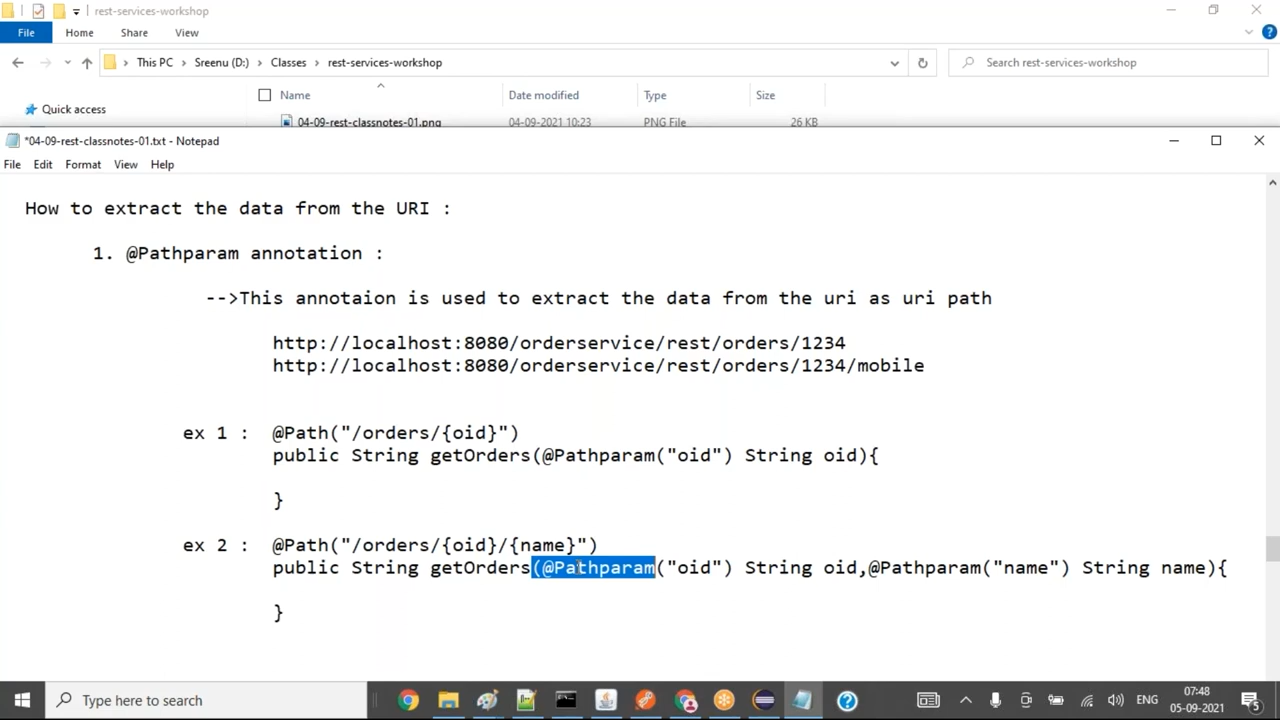 rest-services-workshop
File Home Share View
This PC Sreenu (D:) Classes rest-services-workshop Search rest-services-workshop
Quick access Name Date modified Type Size
04-09-rest-classnotes-01.png 04-09-2021 10:23 PNG File 26 KB
*04-09-rest-classnotes-01.txt - Notepad
File Edit Format View Help
How to extract the data from the URI :
1. @Pathparam annotation :
-->This annotaion is used to extract the data from the uri as uri path
http://localhost:8080/orderservice/rest/orders/1234
http://localhost:8080/orderservice/rest/orders/1234/mobile
ex 1 : @Path("/orders/{oid}")
public String getOrders(@Pathparam("oid") String oid){
}
ex 2 : @Path("/orders/{oid}/{name}")
public String getOrders(@Pathparam("oid") String oid,@Pathparam("name") String name){
}
Type here to search ENG 07:48
05-09-2021 5